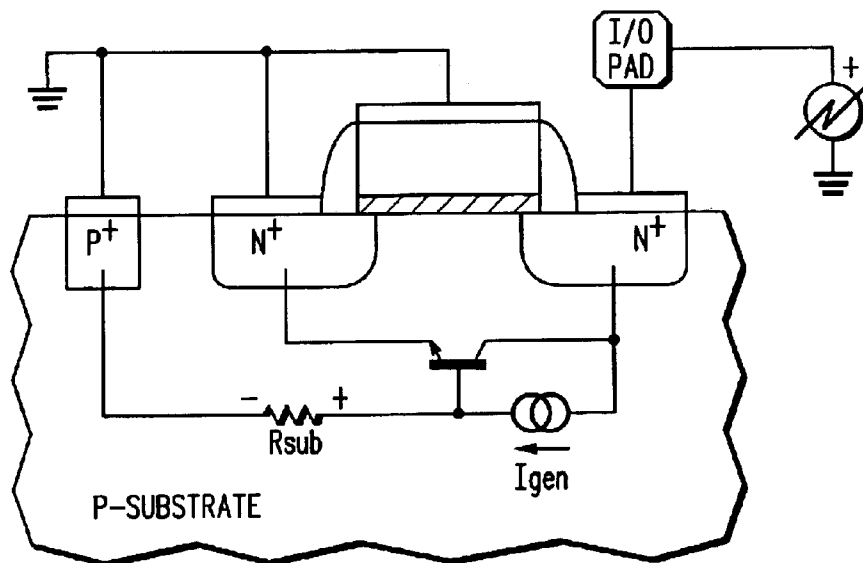 I/O
PAD
+
P+
N+
N+
- +
Rsub
Igen
P-SUBSTRATE